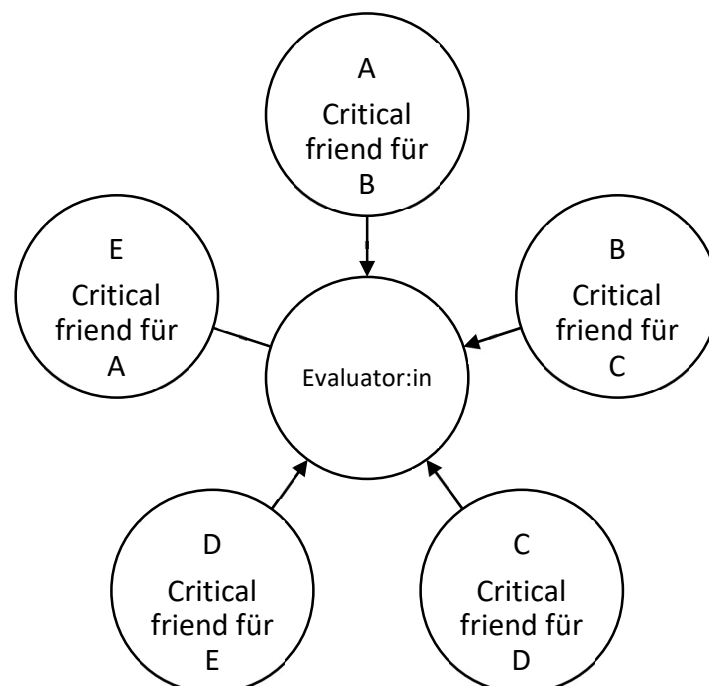 A
Critical
friend für
B
E
Critical
friend für
A
B
Critical
friend für
C
Evaluator:in
D
Critical
friend für
E
C
Critical
friend für
D